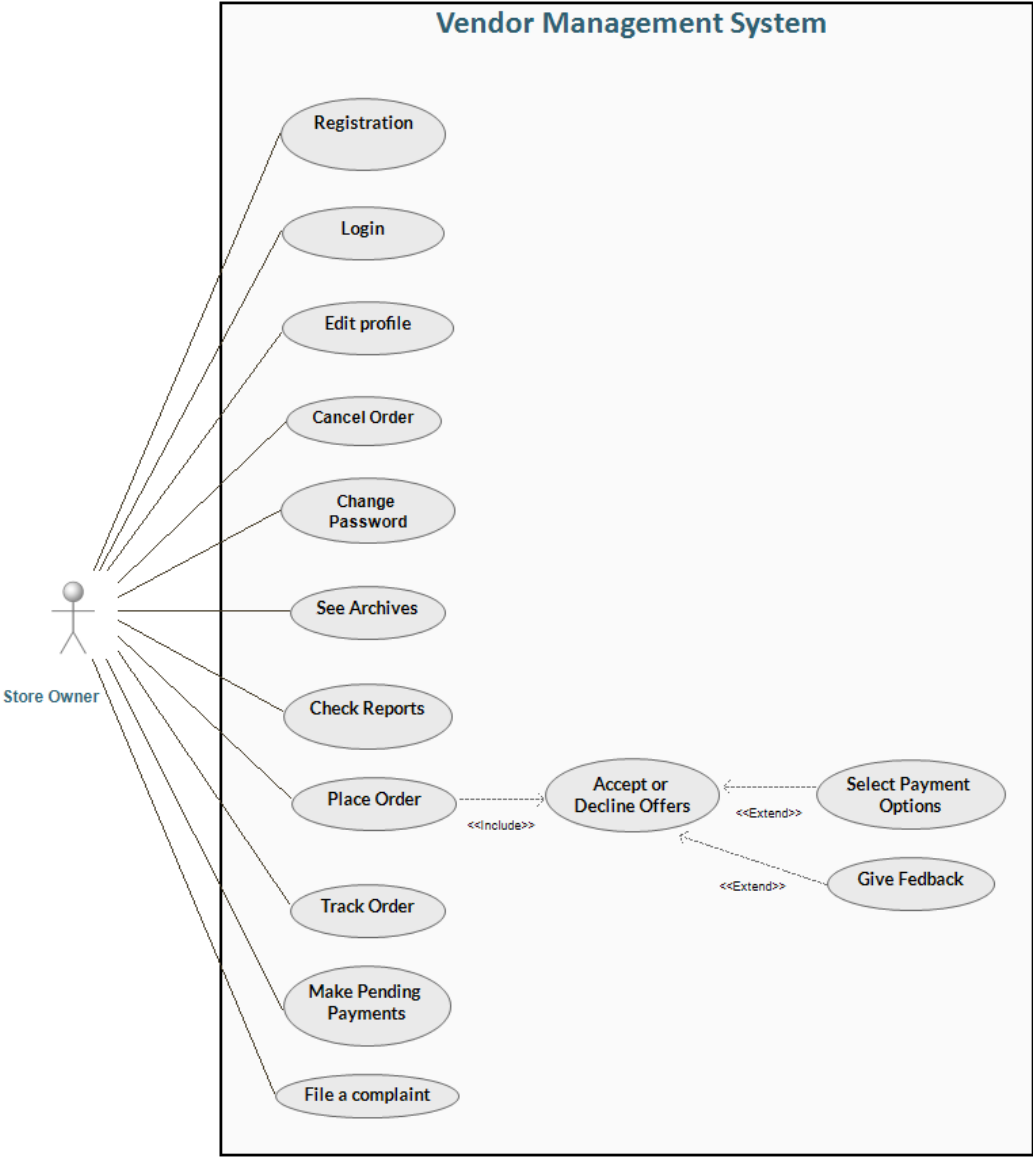 Vendor Management System
Registration
Login
Edit profile
Cancel Order
Change
Password
See Archives
Store Owner
Check Reports
Place Order
<<Include>>
Accept or
Decline Offers
<<Extend>>
Select Payment
Options
<<Extend>>
Give Fedback
Track Order
Make Pending
Payments
File a complaint